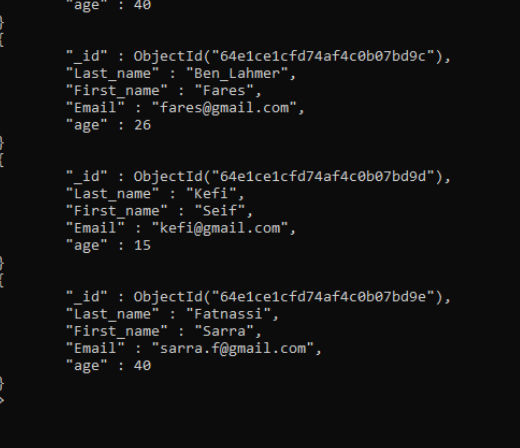 "age" : 40
}
{
"_id" : ObjectId("64e1ce1cfd74af4c0b07bd9c"),
"Last_name" : "Ben_Lahmer",
"First_name" : "Fares",
"Email" : "fares@gmail.com",
"age" : 26
}
{
"_id" : ObjectId("64e1ce1cfd74af4c0b07bd9d"),
"Last_name" : "Kefi",
"First_name" : "Seif",
"Email" : "kefi@gmail.com",
"age" : 15
}
{
"_id" : ObjectId("64e1ce1cfd74af4c0b07bd9e"),
"Last_name" : "Fatnassi",
"First_name" : "Sarra",
"Email" : "sarra.f@gmail.com",
"age" : 40
}
>